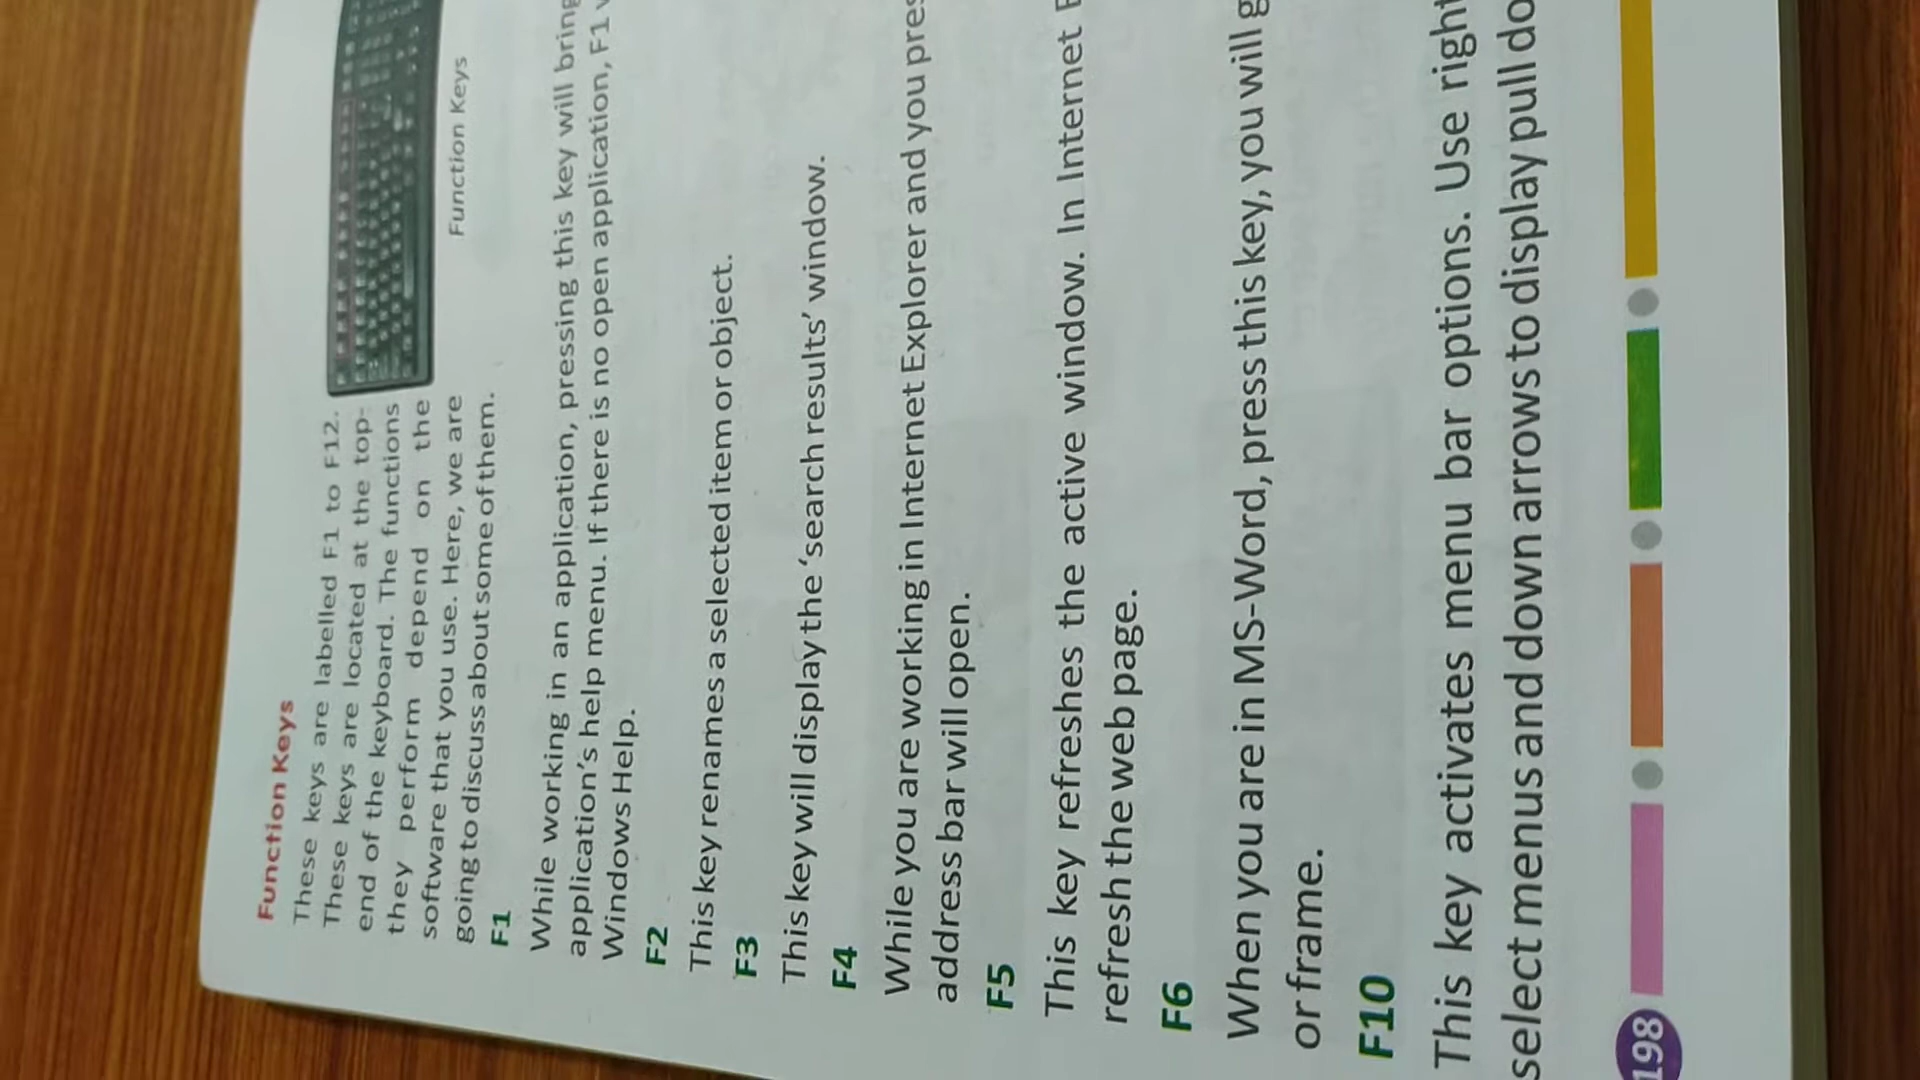 Function Keys
These keys are labelled F1 to F12.
These keys are located at the top-
end of the keyboard. The functions
they perform depend on the
software that you use. Here, we are
going to discuss about some of them.
Function Keys
F1
While working in an application, pressing this key will bring
application's help menu. If there is no open application, F1
Windows Help.
F2
This key renames a selected item or object.
F3
This key will display the 'search results' window.
F4
While you are working in Internet Explorer and you
address bar will open.
F5
This key refreshes the active window. In Internet
refresh the web page.
F6
When you are in MS-Word, press this key, you will
or frame.
F10
This key activates menu bar options. Use right
select menus and down arrows to display pull
198